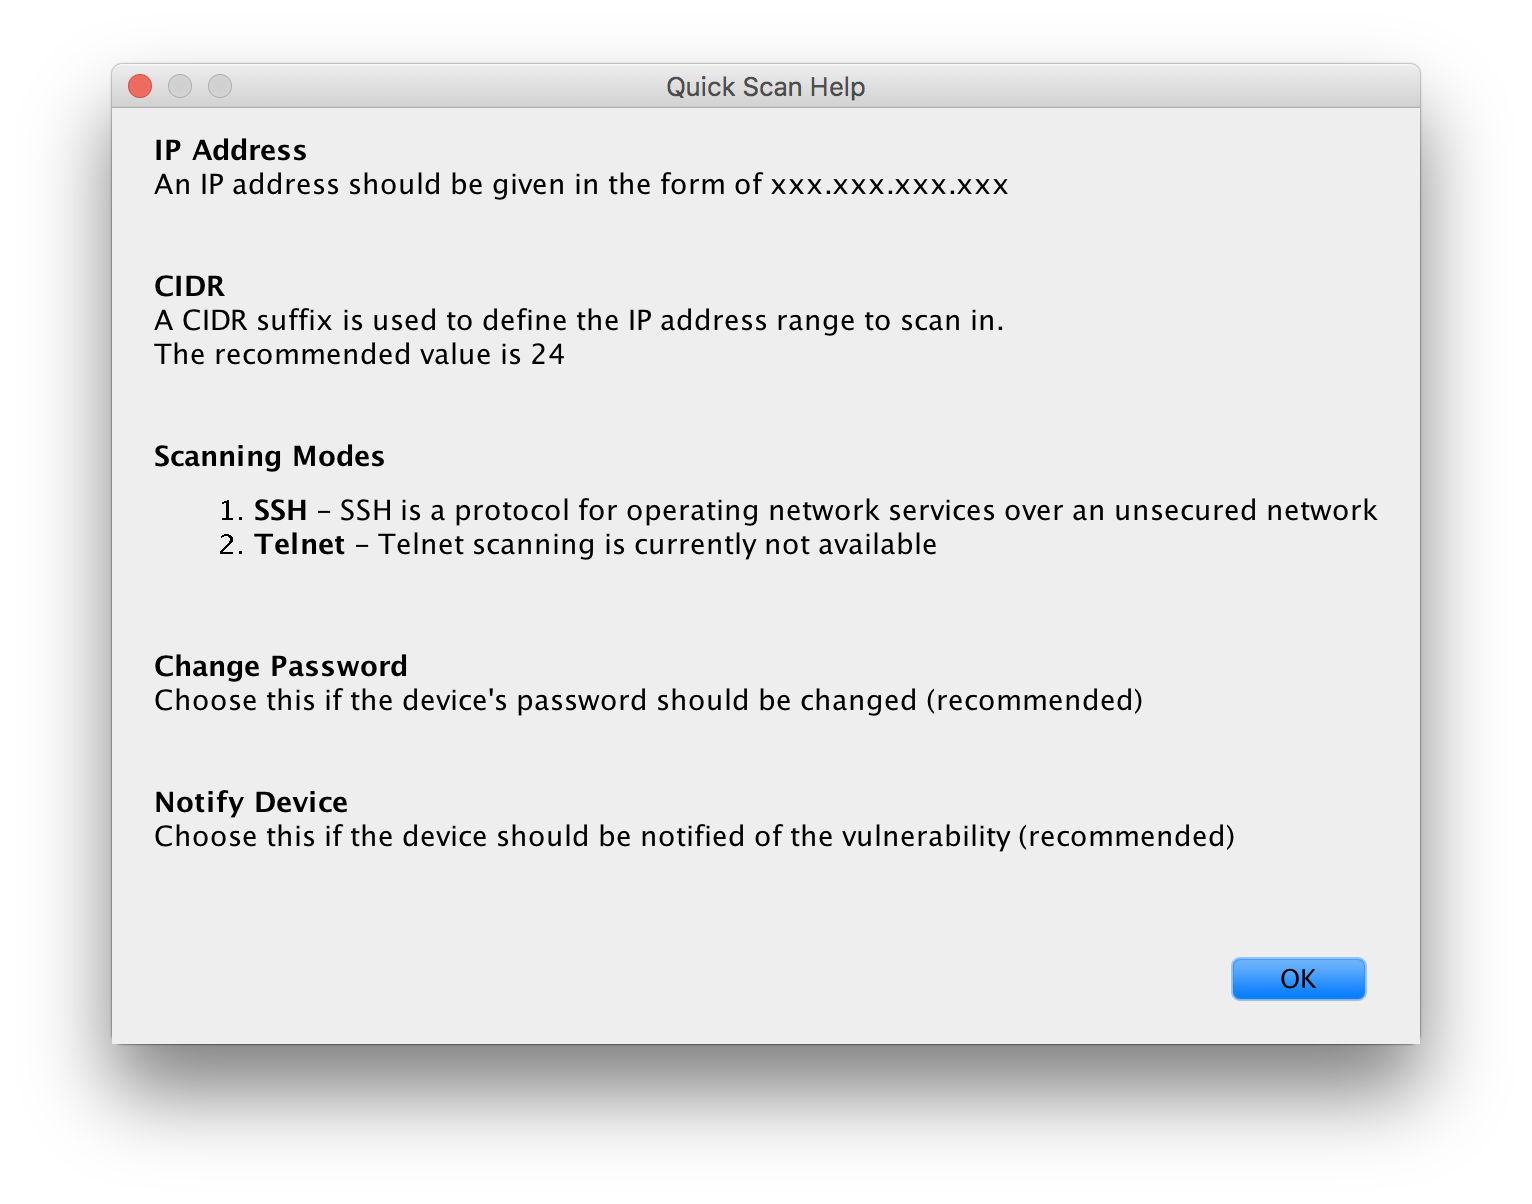 Quick Scan Help
IP Address
An IP address should be given in the form of xxx.xxx.xxx.xxx
CIDR
A CIDR suffix is used to define the IP address range to scan in.
The recommended value is 24
Scanning Modes
1. SSH – SSH is a protocol for operating network services over an unsecured network
2. Telnet – Telnet scanning is currently not available
Change Password
Choose this if the device's password should be changed (recommended)
Notify Device
Choose this if the device should be notified of the vulnerability (recommended)
OK